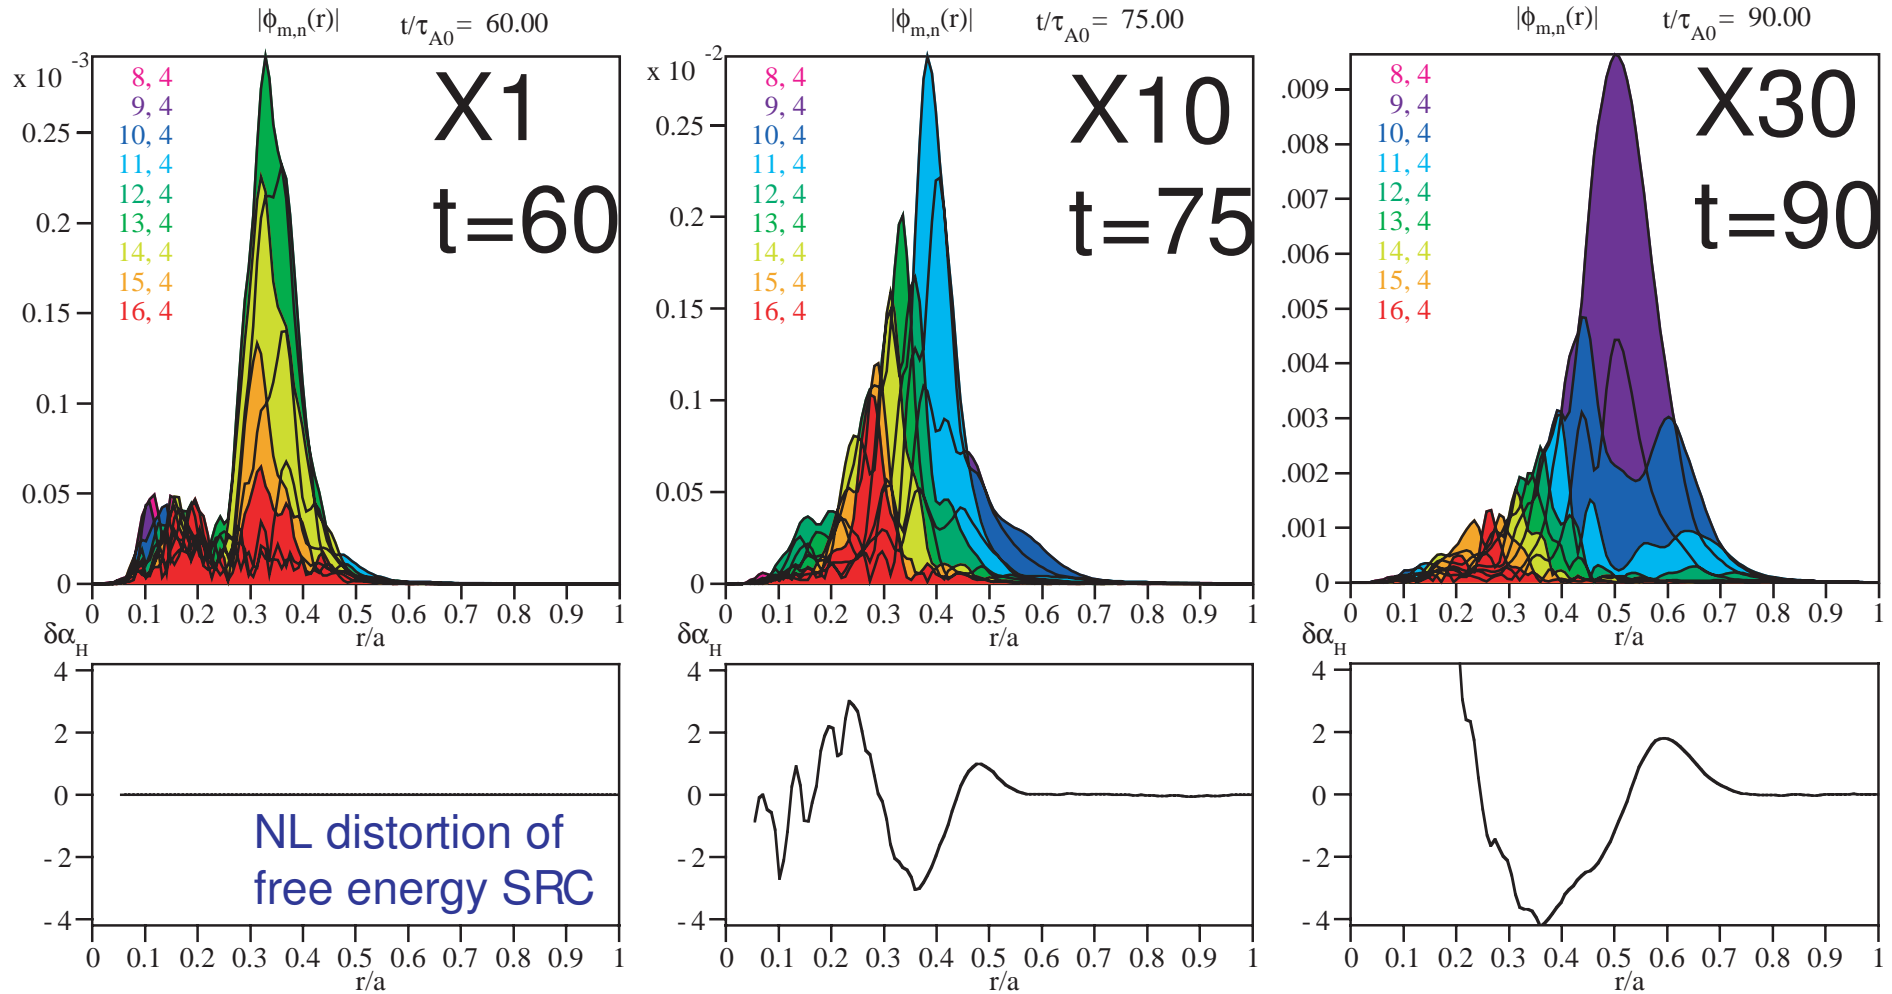 |ϕm,n(r)| t/τA0= 60.00
x 10 -3
X1
t=60
8, 4
9, 4
10, 4
11, 4
12, 4
13, 4
14, 4
15, 4
16, 4
0.25
0.2
0.15
0.1
0.05
0
0 0.1 0.2 0.3 0.4 0.5 0.6 0.7 0.8 0.9 1
r/a
|ϕm,n(r)| t/τA0= 75.00
x 10 -2
X10
t=75
8, 4
9, 4
10, 4
11, 4
12, 4
13, 4
14, 4
15, 4
16, 4
0.25
0.2
0.15
0.1
0.05
0
0 0.1 0.2 0.3 0.4 0.5 0.6 0.7 0.8 0.9 1
r/a
|ϕm,n(r)| t/τA0= 90.00
X30
t=90
8, 4
9, 4
10, 4
11, 4
12, 4
13, 4
14, 4
15, 4
16, 4
.009
.008
.007
.006
.005
.004
.003
.002
.001
0
0 0.1 0.2 0.3 0.4 0.5 0.6 0.7 0.8 0.9 1
r/a
δαH
4
2
0
-2
-4
NL distortion of
free energy SRC
0 0.1 0.2 0.3 0.4 0.5 0.6 0.7 0.8 0.9 1
r/a
δαH
4
2
0
-2
-4
0 0.1 0.2 0.3 0.4 0.5 0.6 0.7 0.8 0.9 1
r/a
δαH
4
2
0
-2
-4
0 0.1 0.2 0.3 0.4 0.5 0.6 0.7 0.8 0.9 1
r/a